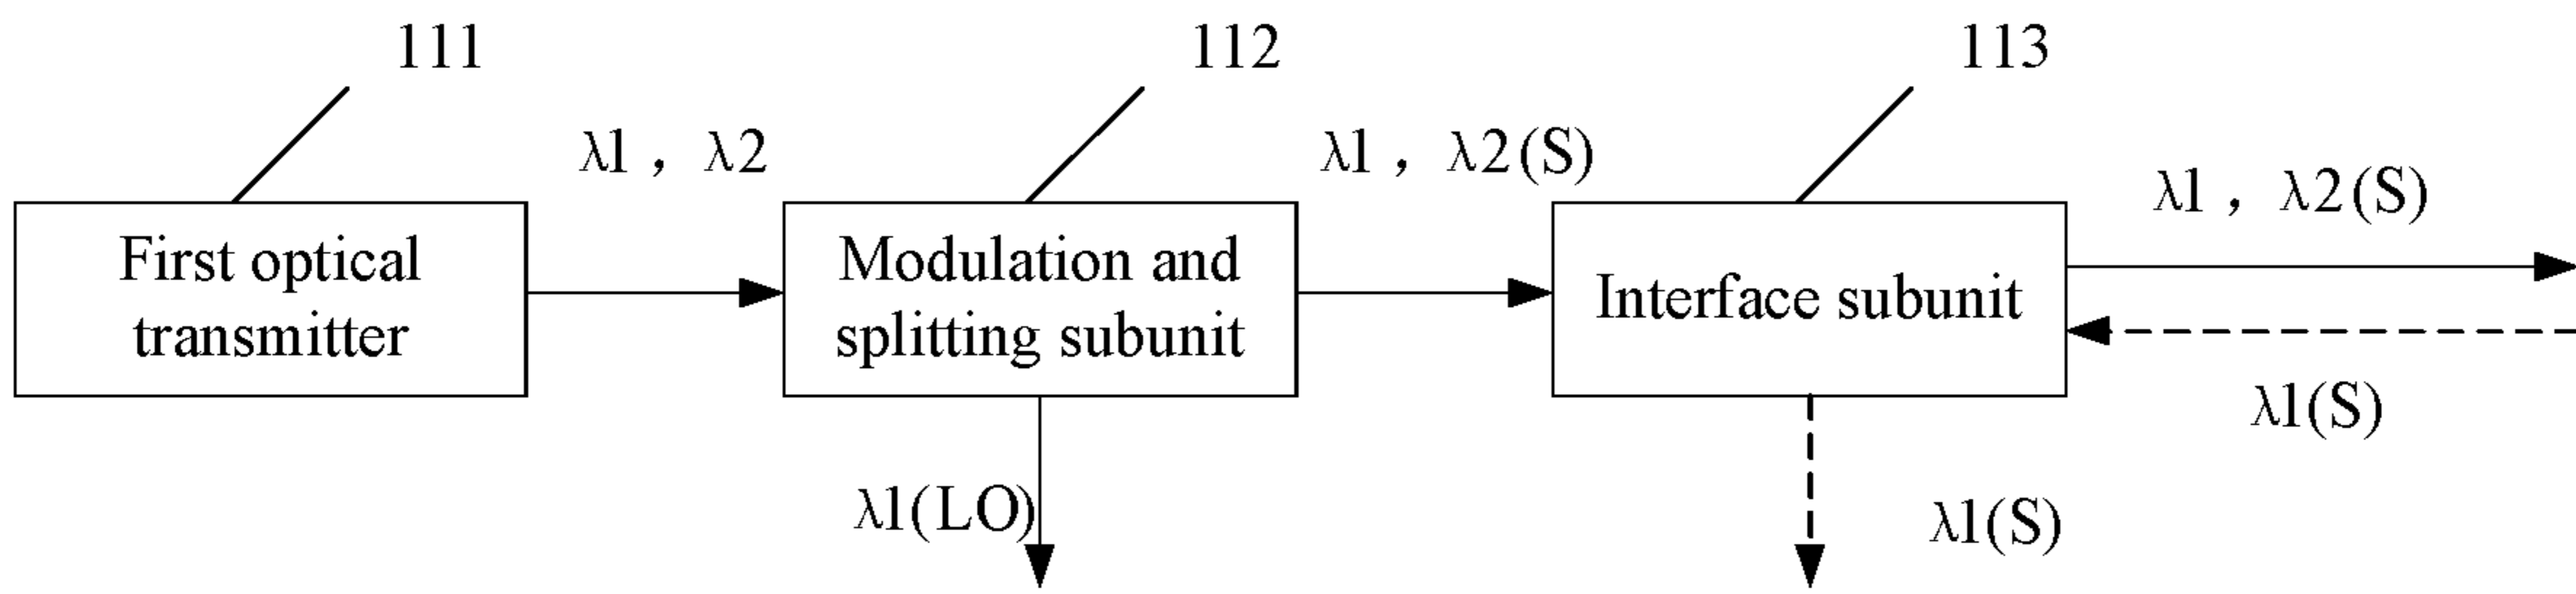 111
112
113
λ1，λ2
λ1，λ2(S)
λ1，λ2(S)
First optical
transmitter
Modulation and
splitting subunit
Interface subunit
λ1(S)
λ1(LO)
λ1(S)